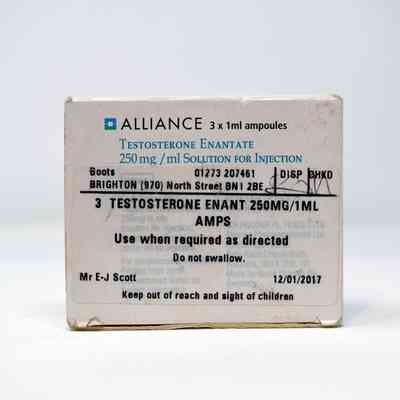 ALLIANCE 3 x 1ml ampoules
TESTOSTERONE ENANTATE
250 mg / ml SOLUTION FOR INJECTION
Boots 01273 207461 DISP CHKD
BRIGHTON (970) North Street BN1 2BE
3 TESTOSTERONE ENANT 250MG/1ML
AMPS
Use when required as directed
Do not swallow.
Mr E-J Scott 12/01/2017
Keep out of reach and sight of children